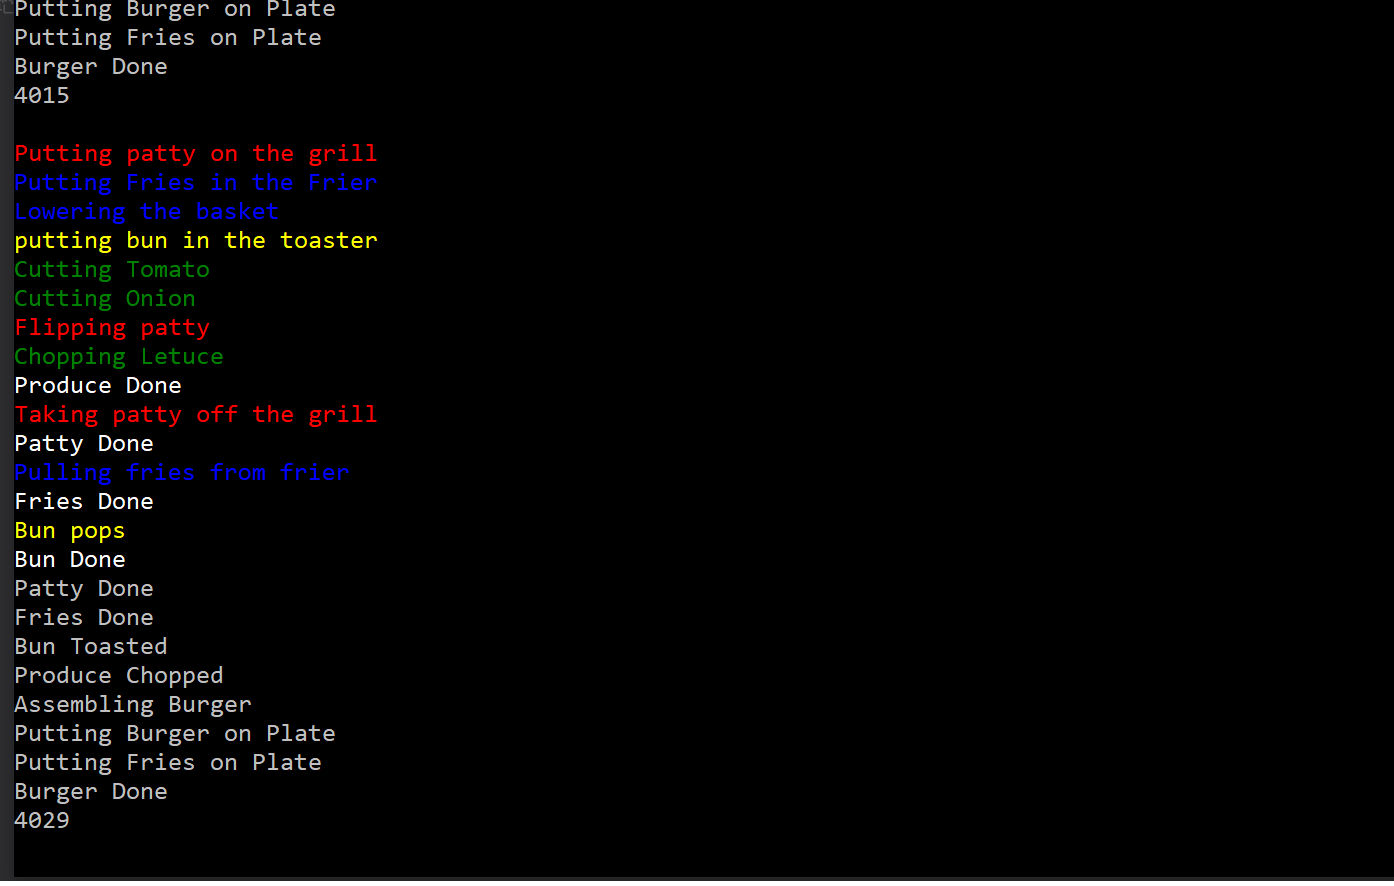 Putting Burger on Plate
Putting Fries on Plate
Burger Done
4015
Putting patty on the grill
Putting Fries in the Frier
Lowering the basket
putting bun in the toaster
Cutting Tomato
Cutting Onion
Flipping patty
Chopping Letuce
Produce Done
Taking patty off the grill
Patty Done
Pulling fries from frier
Fries Done
Bun pops
Bun Done
Patty Done
Fries Done
Bun Toasted
Produce Chopped
Assembling Burger
Putting Burger on Plate
Putting Fries on Plate
Burger Done
4029